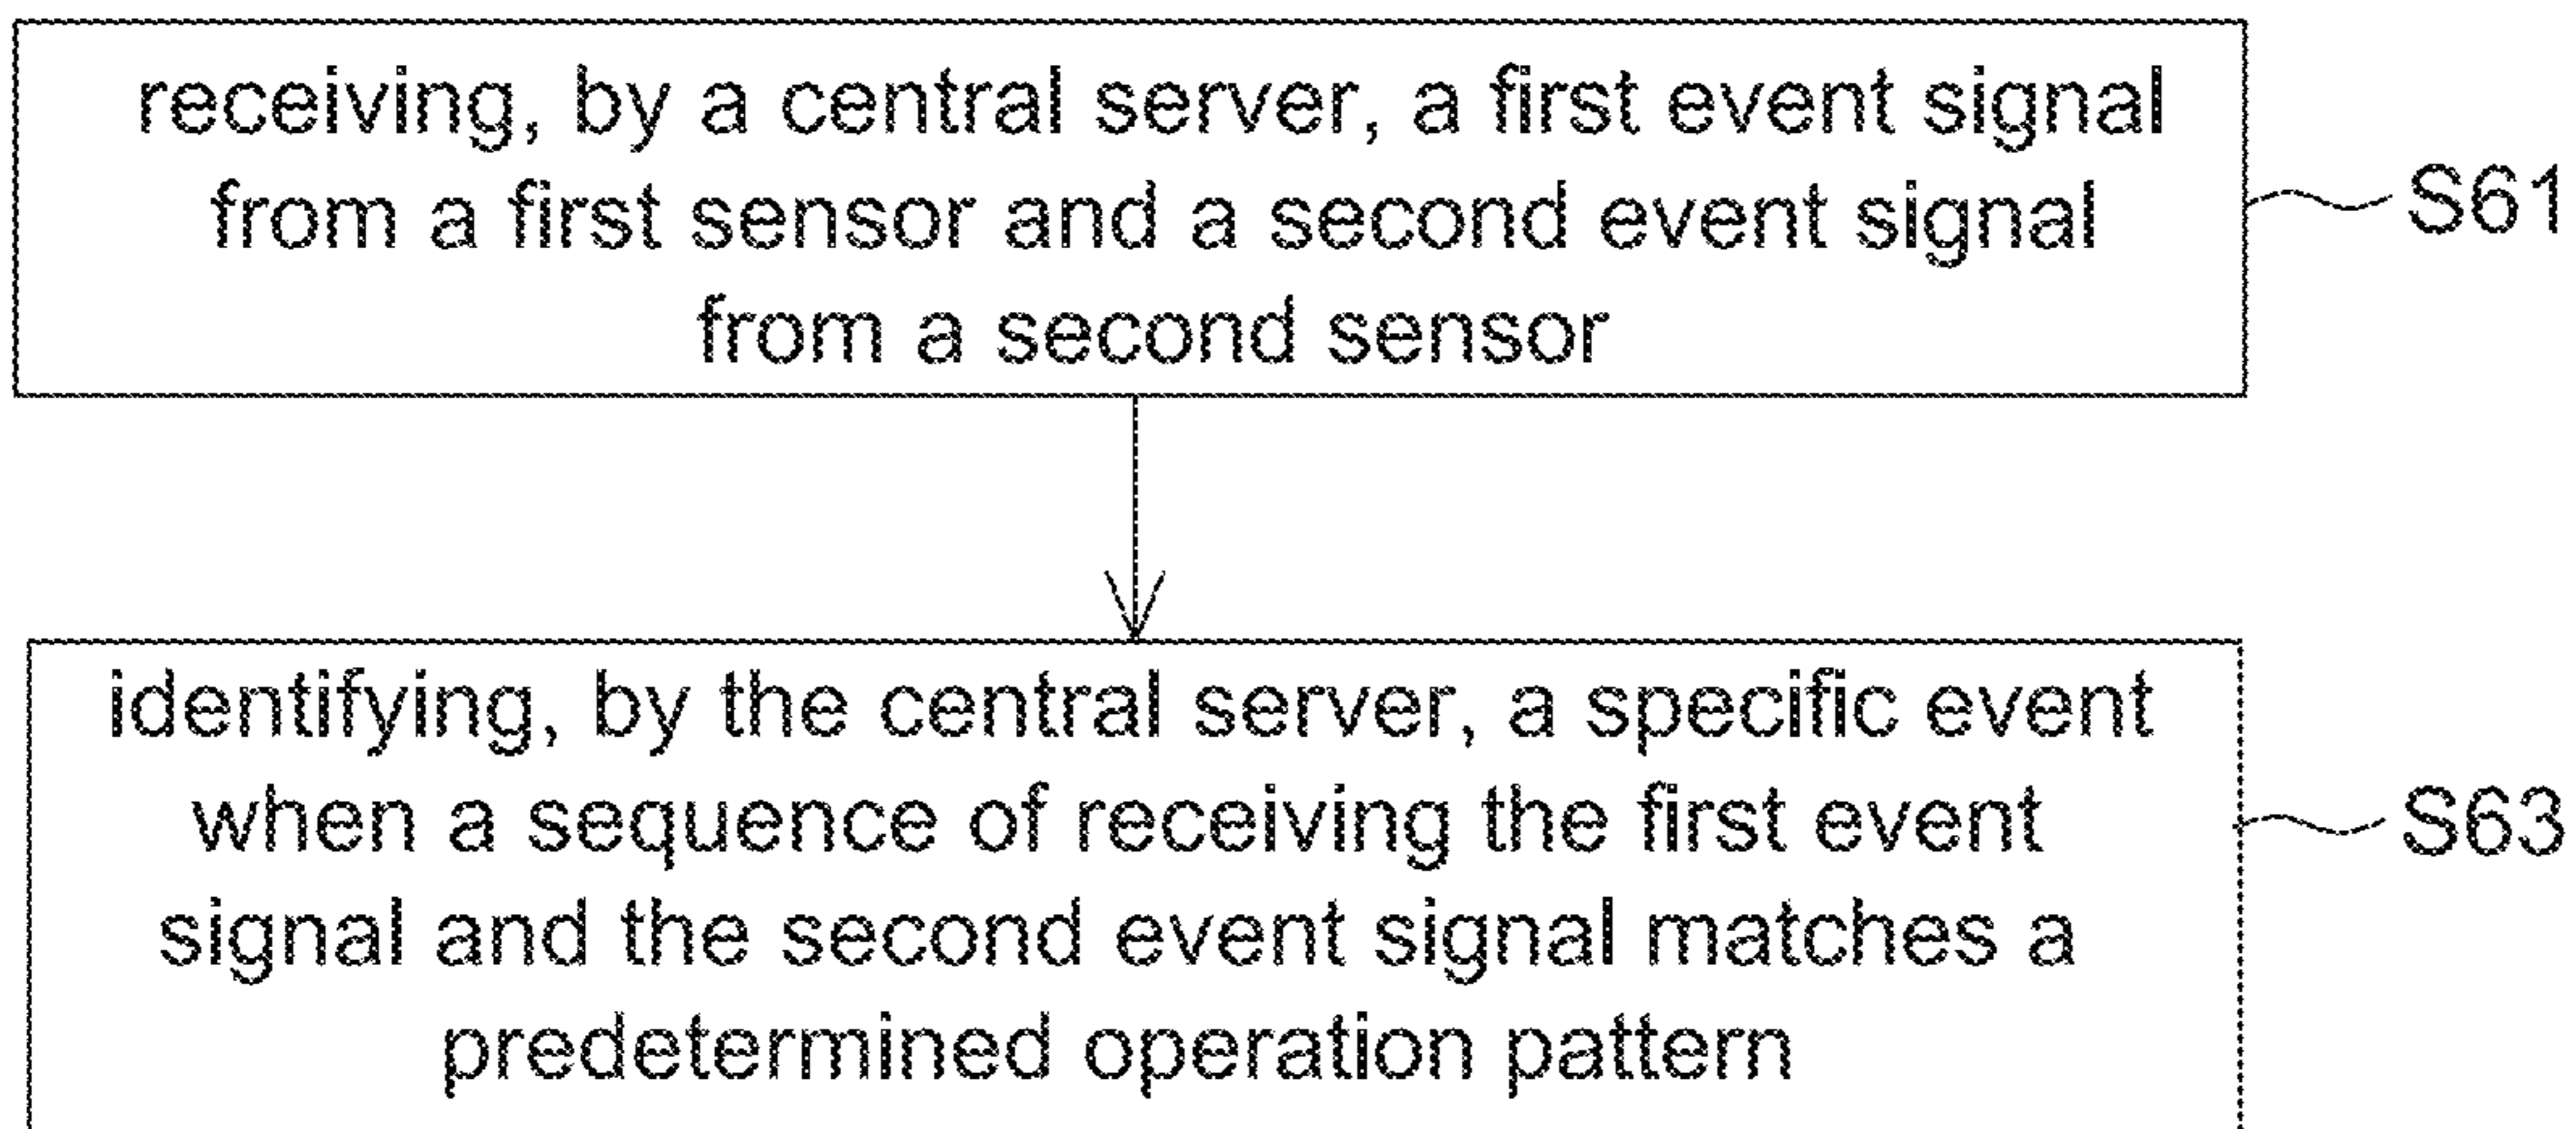 receiving, by a central server, a first event signal
from a first sensor and a second event signal
from a second sensor
S61
identifying, by the central server, a specific event
when a sequence of receiving the first event
signal and the second event signal matches a
predetermined operation pattern
S63